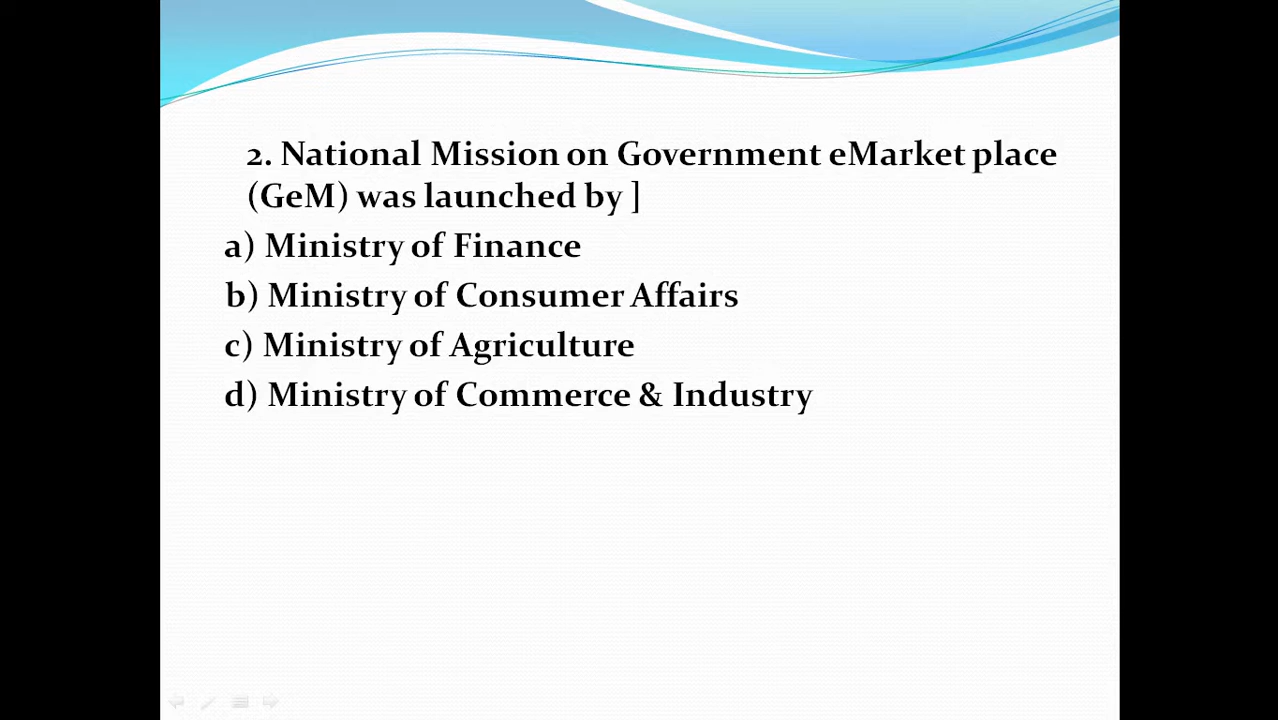 2. National Mission on Government eMarket place
(GeM) was launched by ]
a) Ministry of Finance
b) Ministry of Consumer Affairs
c) Ministry of Agriculture
d) Ministry of Commerce & Industry